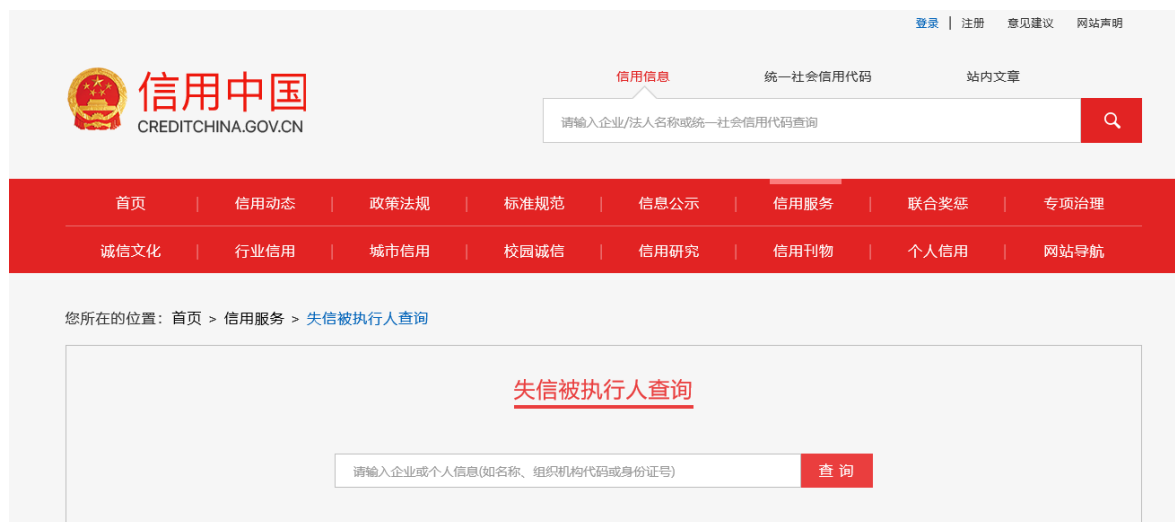 登录 | 注册 意见建议 网站声明
信用信息 统一社会信用代码 站内文章
信用中国
CREDITCHINA.GOV.CN
请输入企业/法人名称或统一社会信用代码查询
首页 | 信用动态 | 政策法规 | 标准规范 | 信息公示 | 信用服务 | 联合奖惩 | 专项治理
诚信文化 | 行业信用 | 城市信用 | 校园诚信 | 信用研究 | 信用刊物 | 个人信用 | 网站导航
您所在的位置：首页 > 信用服务 > 失信被执行人查询
失信被执行人查询
请输入企业或个人信息(如名称、组织机构代码或身份证号) 查 询